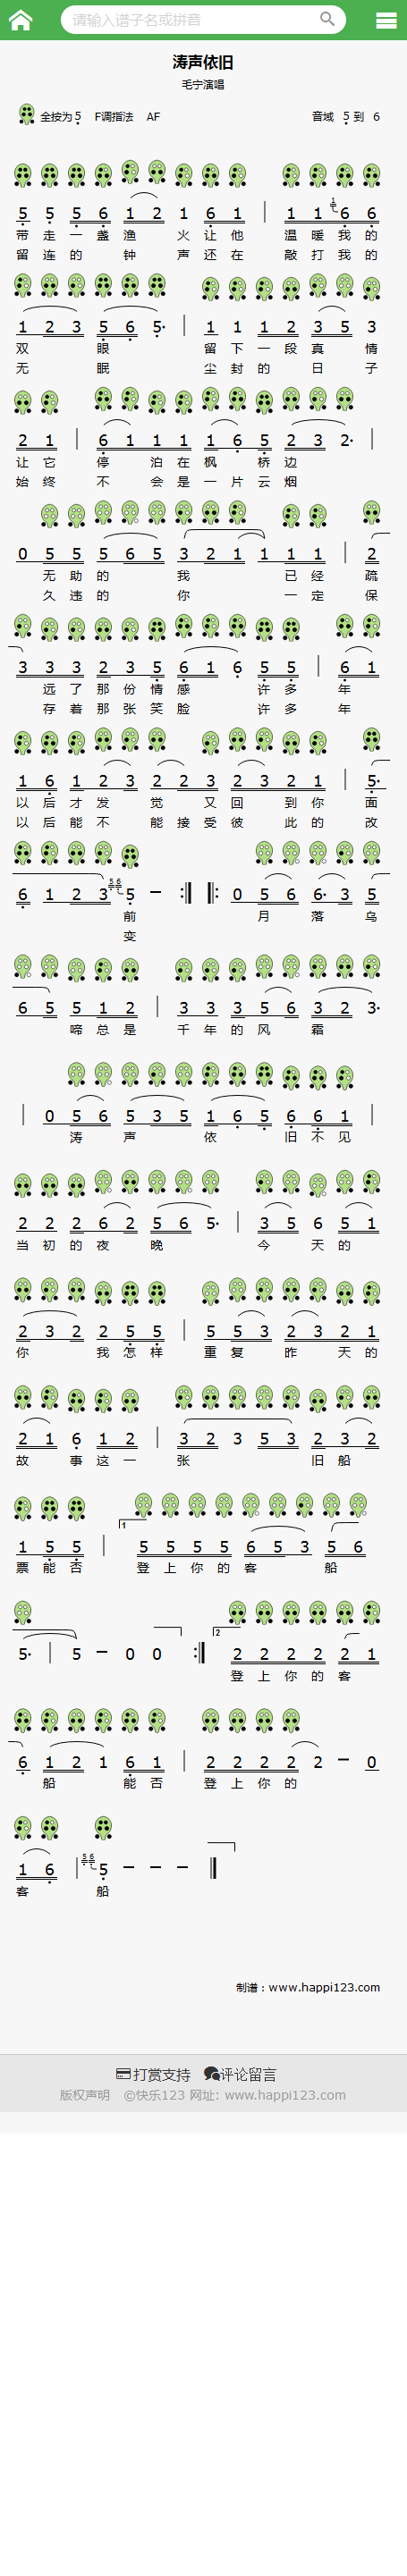 请输入谱子名或拼音
涛声依旧
毛宁演唱
全按为 5 F调指法 AF 音域 5 到 6
5 5 5 6 1 2 1 6 1 | 1 1 6 6 6
带 走 一 盏 渔 火 让 他 温 暖 我 的
留 连 的 钟 声 还 在 敲 打 我 的
1 2 3 5 6 5· | 1 1 1 2 3 5 3
双 眼 留 下 一 段 真 情
无 眠 尘 封 的 日 子
2 1 | 6 1 1 1 1 6 5 2 3 2· |
让 它 停 泊 在 枫 桥 边
始 终 不 会 是 一 片 云 烟
0 5 5 5 6 5 3 2 1 1 1 1 | 2
无 助 的 我 已 经 疏
久 违 的 你 一 定 保
3 3 3 2 3 5 6 1 6 5 5 | 6 1
远 了 那 份 情 感 许 多 年
存 着 那 张 笑 脸 许 多 年
1 6 1 2 3 2 2 3 2 3 2 1 | 5·
以 后 才 发 觉 又 回 到 你 面
以 后 能 不 能 接 受 彼 此 的 改
6 1 2 3 5 6 5 – :‖ ‖: 0 5 6 6· 3 5
前 月 落 乌
变
6 5 5 1 2 | 3 3 3 5 6 3 2 3·
啼 总 是 千 年 的 风 霜
| 0 5 6 5 3 5 1 6 5 6 6 1 |
涛 声 依 旧 不 见
2 2 2 6 2 5 6 5· | 3 5 6 5 1
当 初 的 夜 晚 今 天 的
2 3 2 2 5 5 | 5 5 3 2 3 2 1
你 我 怎 样 重 复 昨 天 的
2 1 6 1 2 | 3 2 3 5 3 2 3 2
故 事 这 一 张 旧 船
1 5 5 | 1 5 5 5 5 6 5 3 5 6
票 能 否 登 上 你 的 客 船
5· | 5 – 0 0 :‖ 2 2 2 2 2 2 1
登 上 你 的 客
6 1 2 1 6 1 | 2 2 2 2 2 – 0
船 能 否 登 上 你 的
1 6 | 5 6 5 – – – ‖
客 船
制谱：www.happi123.com
打赏支持 评论留言
版权声明 ©快乐123 网址: www.happi123.com